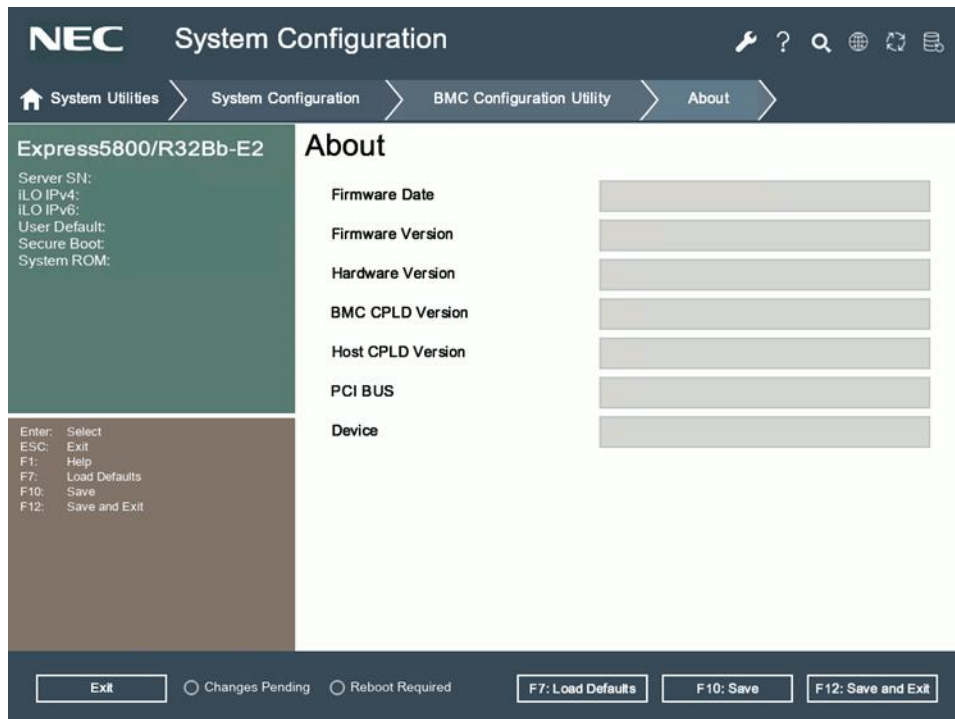 NEC System Configuration
System Utilities
System Configuration
BMC Configuration Utility
About
Express5800/R32Bb-E2
Server SN:
iLO IPv4:
iLO IPv6:
User Default:
Secure Boot:
System ROM:
Enter: Select
ESC: Exit
F1: Help
F7: Load Defaults
F10: Save
F12: Save and Exit
About
Firmware Date
Firmware Version
Hardware Version
BMC CPLD Version
Host CPLD Version
PCI BUS
Device
Exit
Changes Pending
Reboot Required
F7: Load Defaults
F10: Save
F12: Save and Exit